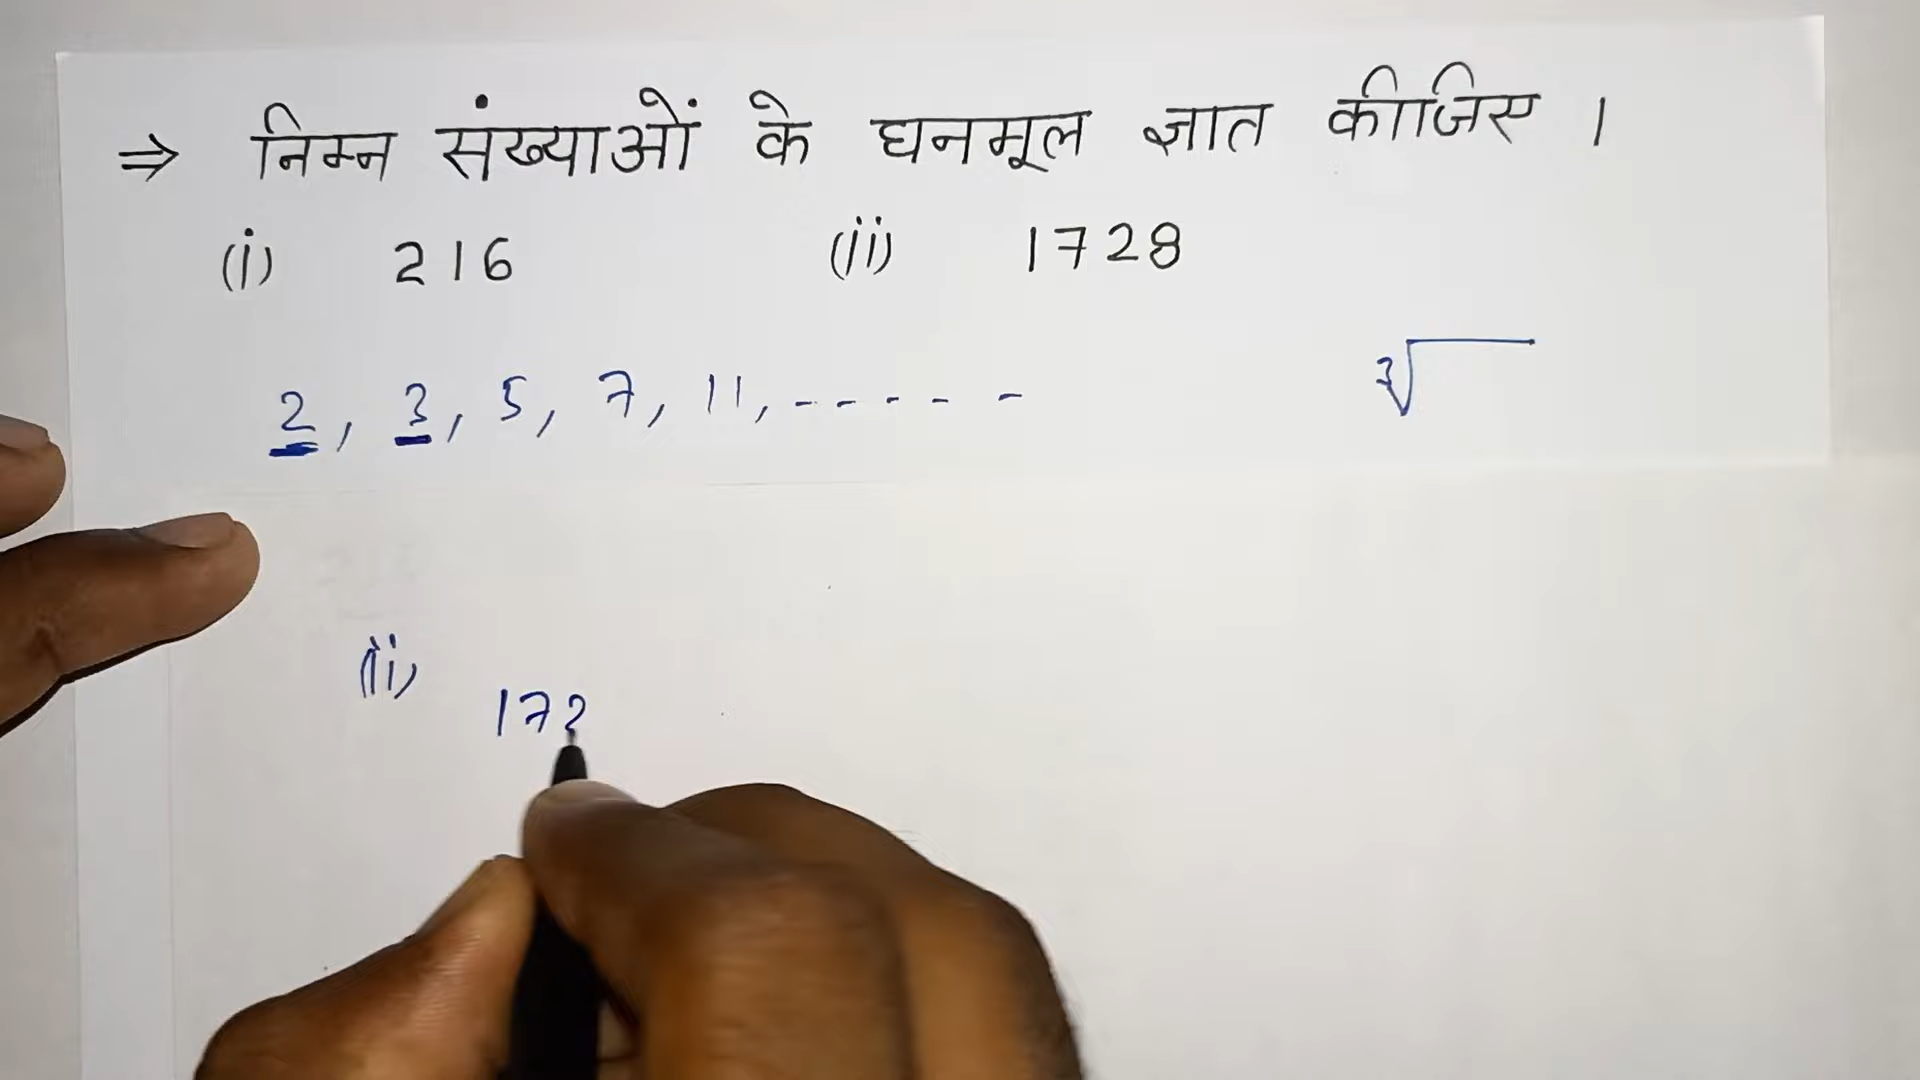 ⇒ निम्न संख्याओं के घनमूल ज्ञात कीजिए ।
(i) 216 (ii) 1728
2, 3, 5, 7, 11, ----- ∛
(ii)
172